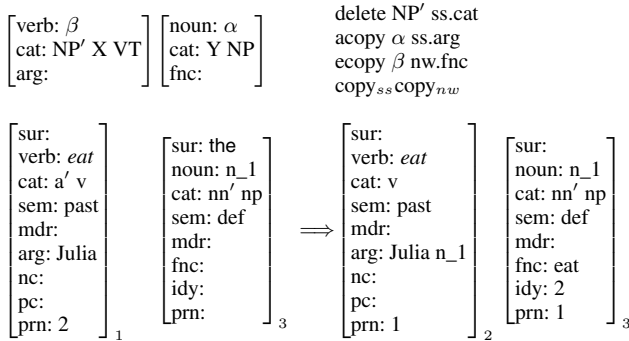 verb: β
cat: NP′ X VT
arg:
noun: α
cat: Y NP
fnc:
delete NP′ ss.cat
acopy α ss.arg
ecopy β nw.fnc
copy_ss copy_nw
sur:
verb: eat
cat: a′ v
sem: past
mdr:
arg: Julia
nc:
pc:
prn: 2
1
sur: the
noun: n_1
cat: nn′ np
sem: def
mdr:
fnc:
idy:
prn:
3
⟹
sur:
verb: eat
cat: v
sem: past
mdr:
arg: Julia n_1
nc:
pc:
prn: 1
2
sur:
noun: n_1
cat: nn′ np
sem: def
mdr:
fnc: eat
idy: 2
prn: 1
3